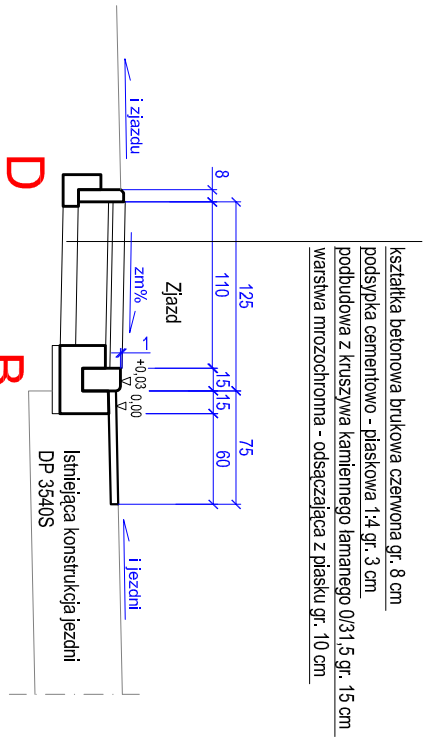 kształtka betonowa brukowa czerwona gr. 8 cm
podsypka cementowo - piaskowa 1:4 gr. 3 cm
podbudowa z kruszywa kamiennego łamanego 0/31,5 gr. 15 cm
warstwa mrozochronna - odsączająca z piasku gr. 10 cm
125 75
8 110 15 15 60
Zjazd
i zjazdu zm% 1 +0,03 0,00 i jezdni
Istniejąca konstrukcja jezdni
DP 3540S
D B